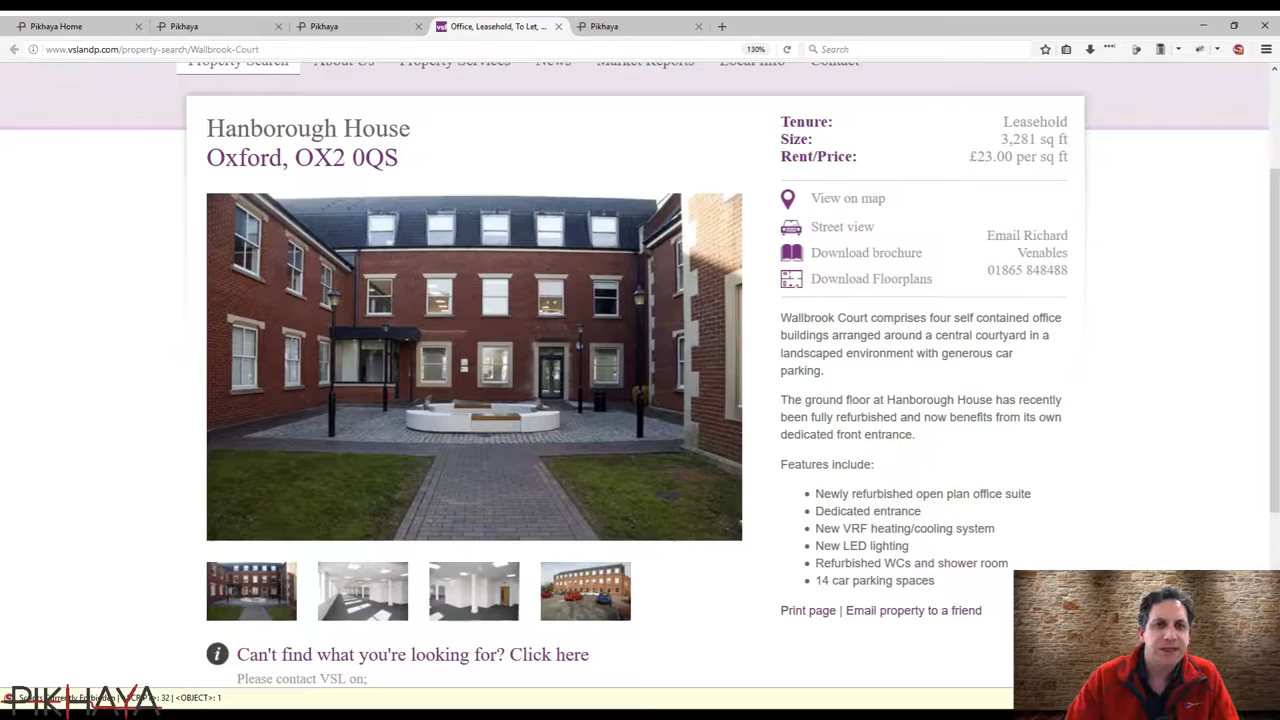 Pikhaya Home
Pikhaya
Pikhaya
Office, Leasehold, To Let, ...
Pikhaya
www.vslandp.com/property-search/Wallbrook-Court
130%
Search
Property Search
About Us
Property Services
News
Market Reports
Local Info
Contact
Hanborough House
Oxford, OX2 0QS
Tenure: Leasehold
Size: 3,281 sq ft
Rent/Price: £23.00 per sq ft
View on map
Street view
Download brochure
Download Floorplans
Email Richard
Venables
01865 848488
Wallbrook Court comprises four self contained office
buildings arranged around a central courtyard in a
landscaped environment with generous car
parking.
The ground floor at Hanborough House has recently
been fully refurbished and now benefits from its own
dedicated front entrance.
Features include:
Newly refurbished open plan office suite
Dedicated entrance
New VRF heating/cooling system
New LED lighting
Refurbished WCs and shower room
14 car parking spaces
Print page | Email property to a friend
Can't find what you're looking for? Click here
Please contact VSL on;
PIKHAYA
Forbidden
<OBJECT>: 1